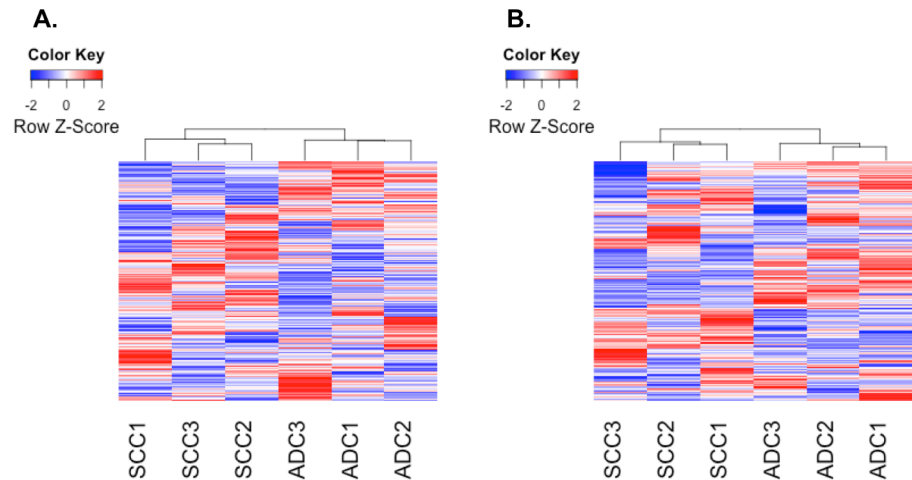 A.
Color Key
-2 0 2
Row Z-Score
SCC1 SCC3 SCC2 ADC3 ADC1 ADC2
B.
Color Key
-2 0 2
Row Z-Score
SCC3 SCC2 SCC1 ADC3 ADC2 ADC1